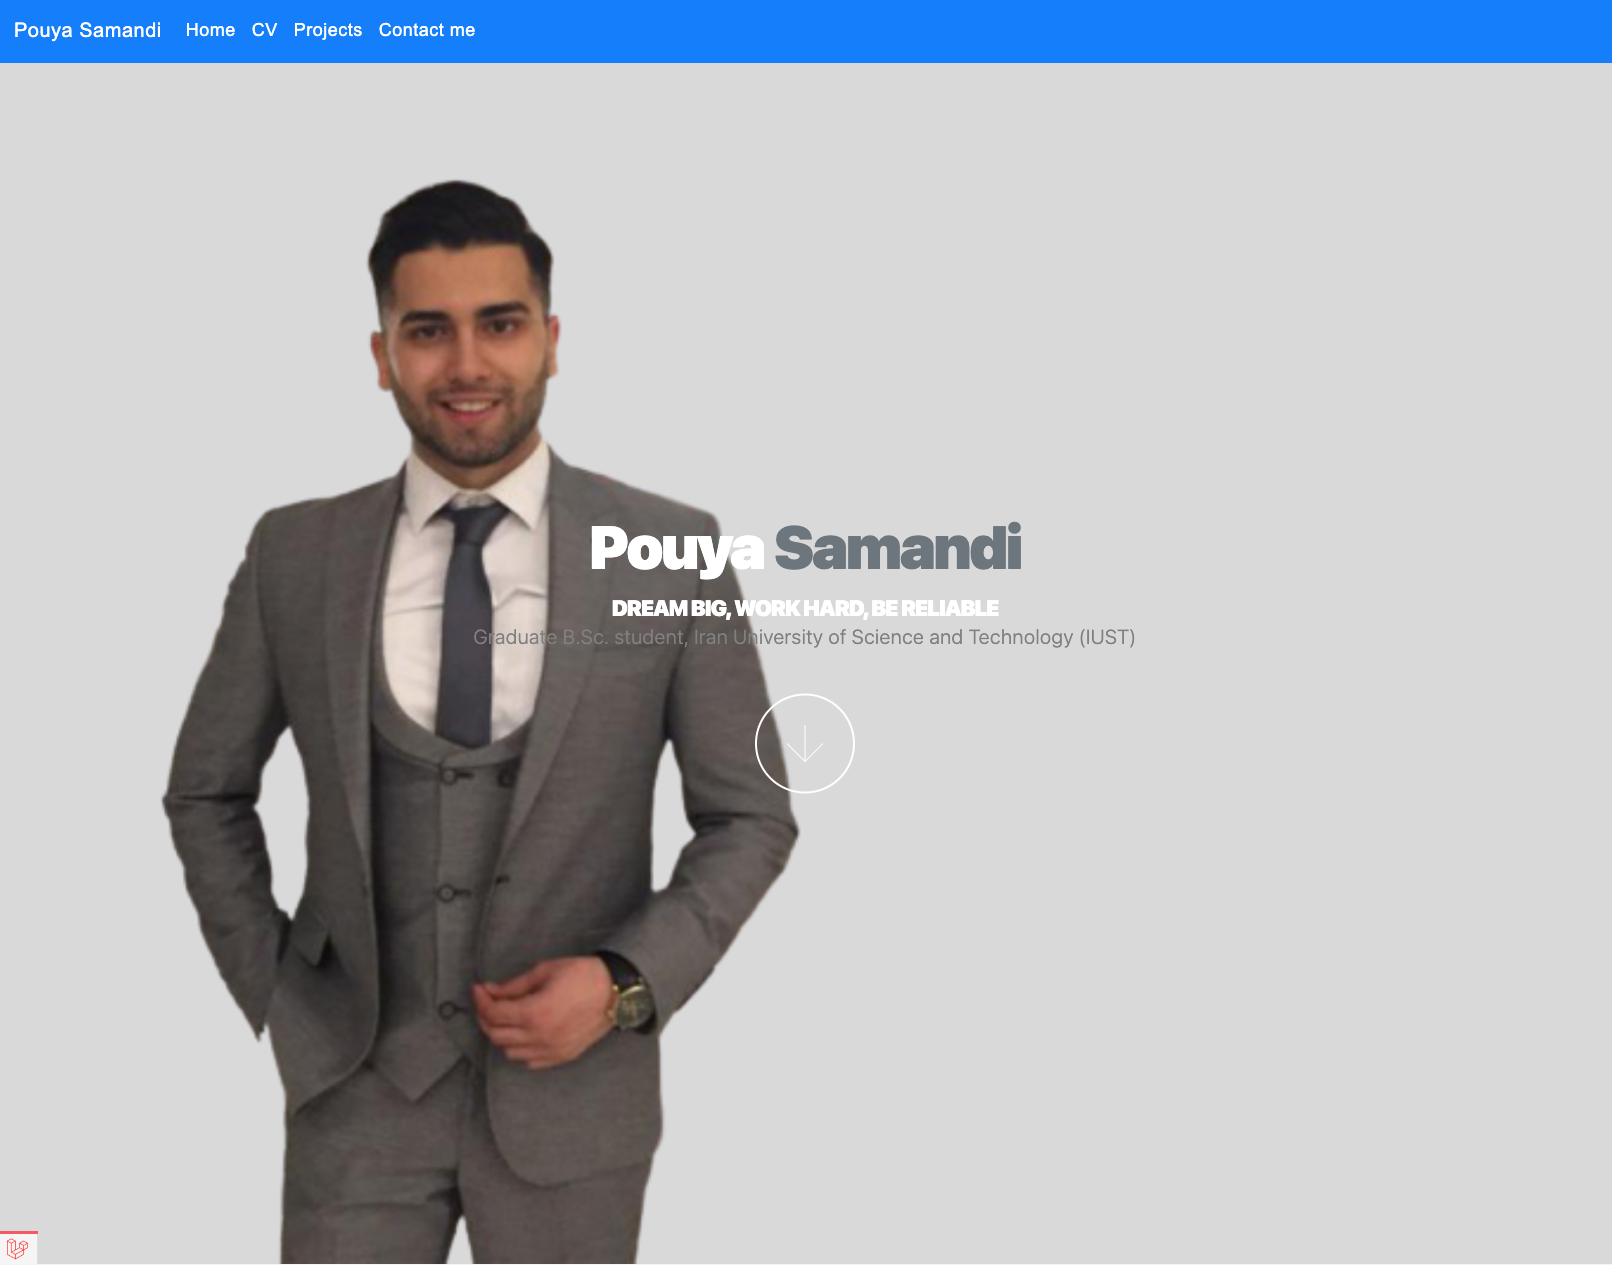 Pouya Samandi Home CV Projects Contact me
Pouya Samandi
DREAM BIG, WORK HARD, BE RELIABLE
Graduate B.Sc. student, Iran University of Science and Technology (IUST)